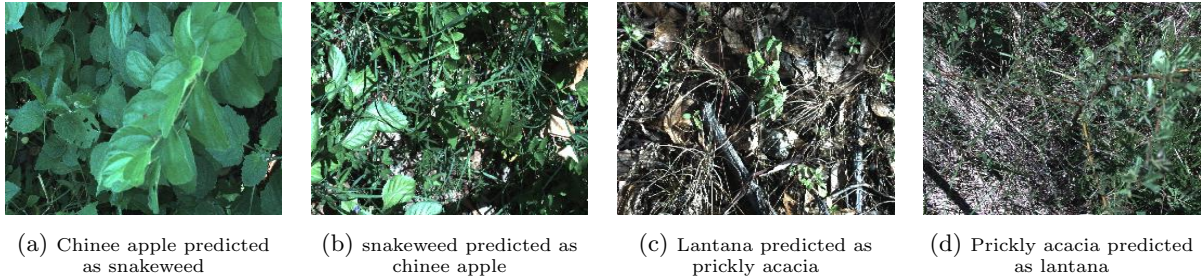 (a) Chinee apple predicted
as snakeweed
(b) snakeweed predicted as
chinee apple
(c) Lantana predicted as
prickly acacia
(d) Prickly acacia predicted
as lantana